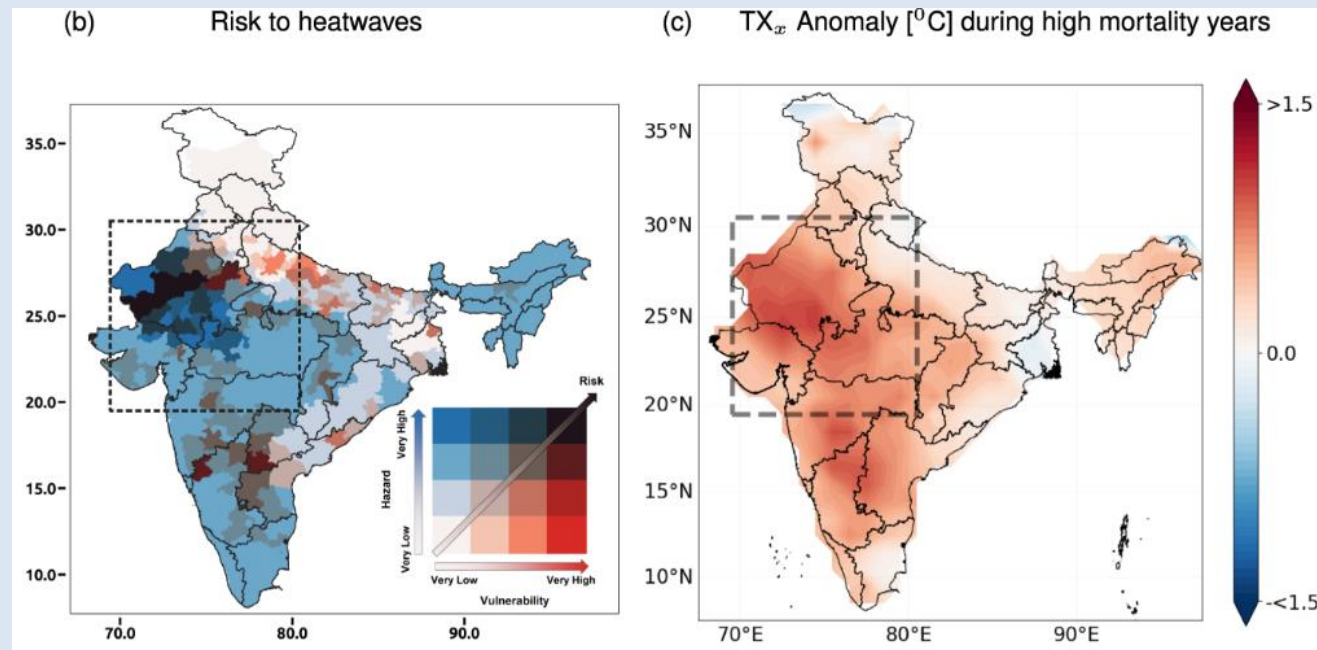 (b) Risk to heatwaves
35.0
30.0
25.0
20.0
15.0
10.0
70.0 80.0 90.0
Risk
Very High
Hazard
Very Low
Very Low Very High
Vulnerability
(c) TXₓ Anomaly [⁰C] during high mortality years
35°N
30°N
25°N
20°N
15°N
10°N
70°E 80°E 90°E
>1.5
0.0
-<1.5